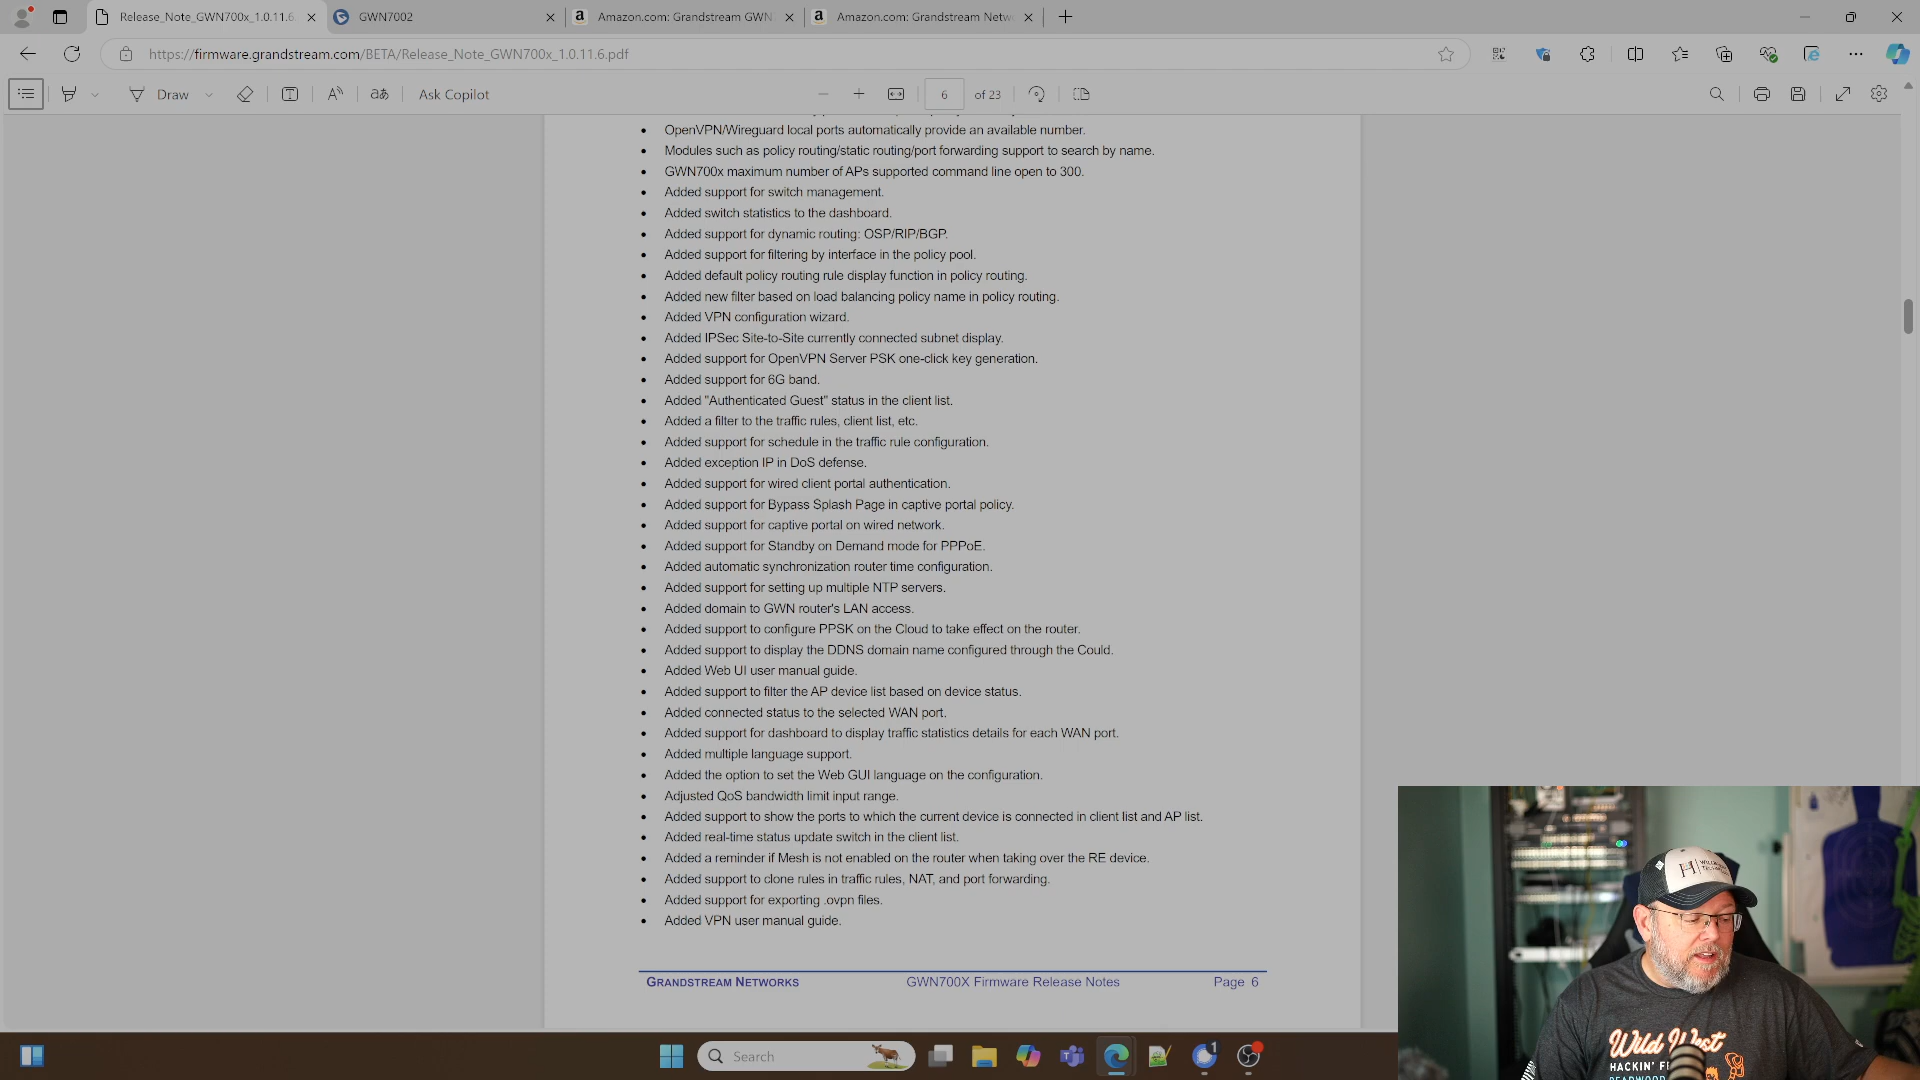 Release_Note_GWN700x_1.0.11.6.
GWN7002
Amazon.com: Grandstream GWN
Amazon.com: Grandstream Netw
https://firmware.grandstream.com/BETA/Release_Note_GWN700x_1.0.11.6.pdf
Draw
aあ
Ask Copilot
6 of 23
• OpenVPN/Wireguard local ports automatically provide an available number.
• Modules such as policy routing/static routing/port forwarding support to search by name.
• GWN700x maximum number of APs supported command line open to 300.
• Added support for switch management.
• Added switch statistics to the dashboard.
• Added support for dynamic routing: OSP/RIP/BGP.
• Added support for filtering by interface in the policy pool.
• Added default policy routing rule display function in policy routing.
• Added new filter based on load balancing policy name in policy routing.
• Added VPN configuration wizard.
• Added IPSec Site-to-Site currently connected subnet display.
• Added support for OpenVPN Server PSK one-click key generation.
• Added support for 6G band.
• Added "Authenticated Guest" status in the client list.
• Added a filter to the traffic rules, client list, etc.
• Added support for schedule in the traffic rule configuration.
• Added exception IP in DoS defense.
• Added support for wired client portal authentication.
• Added support for Bypass Splash Page in captive portal policy.
• Added support for captive portal on wired network.
• Added support for Standby on Demand mode for PPPoE.
• Added automatic synchronization router time configuration.
• Added support for setting up multiple NTP servers.
• Added domain to GWN router's LAN access.
• Added support to configure PPSK on the Cloud to take effect on the router.
• Added support to display the DDNS domain name configured through the Could.
• Added Web UI user manual guide.
• Added support to filter the AP device list based on device status.
• Added connected status to the selected WAN port.
• Added support for dashboard to display traffic statistics details for each WAN port.
• Added multiple language support.
• Added the option to set the Web GUI language on the configuration.
• Adjusted QoS bandwidth limit input range.
• Added support to show the ports to which the current device is connected in client list and AP list.
• Added real-time status update switch in the client list.
• Added a reminder if Mesh is not enabled on the router when taking over the RE device.
• Added support to clone rules in traffic rules, NAT, and port forwarding.
• Added support for exporting .ovpn files.
• Added VPN user manual guide.
GRANDSTREAM NETWORKS GWN700X Firmware Release Notes Page 6
Search
1
H
Wild West
HACKIN'